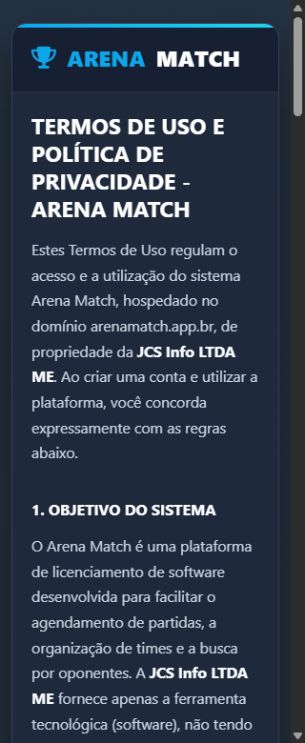 ARENA MATCH
TERMOS DE USO E
POLÍTICA DE
PRIVACIDADE -
ARENA MATCH
Estes Termos de Uso regulam o
acesso e a utilização do sistema
Arena Match, hospedado no
domínio arenamatch.app.br, de
propriedade da JCS Info LTDA
ME. Ao criar uma conta e utilizar a
plataforma, você concorda
expressamente com as regras
abaixo.
1. OBJETIVO DO SISTEMA
O Arena Match é uma plataforma
de licenciamento de software
desenvolvida para facilitar o
agendamento de partidas, a
organização de times e a busca
por oponentes. A JCS Info LTDA
ME fornece apenas a ferramenta
tecnológica (software), não tendo